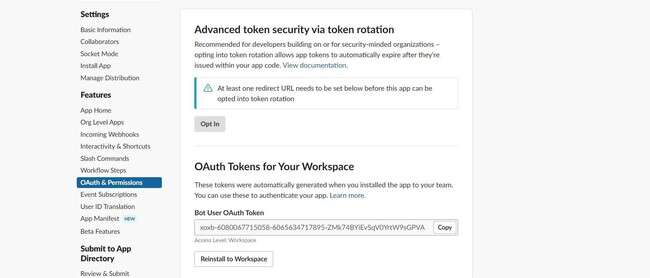 Settings
Basic Information
Collaborators
Socket Mode
Install App
Manage Distribution
Features
App Home
Org Level Apps
Incoming Webhooks
Interactivity & Shortcuts
Slash Commands
Workflow Steps
OAuth & Permissions
Event Subscriptions
User ID Translation
App Manifest NEW
Beta Features
Submit to App
Directory
Review & Submit
Advanced token security via token rotation
Recommended for developers building on or for security-minded organizations –
opting into token rotation allows app tokens to automatically expire after they're
issued within your app code. View documentation.
At least one redirect URL needs to be set below before this app can be
opted into token rotation
Opt In
OAuth Tokens for Your Workspace
These tokens were automatically generated when you installed the app to your team.
You can use these to authenticate your app. Learn more.
Bot User OAuth Token
Copy
Access Level: Workspace
Reinstall to Workspace